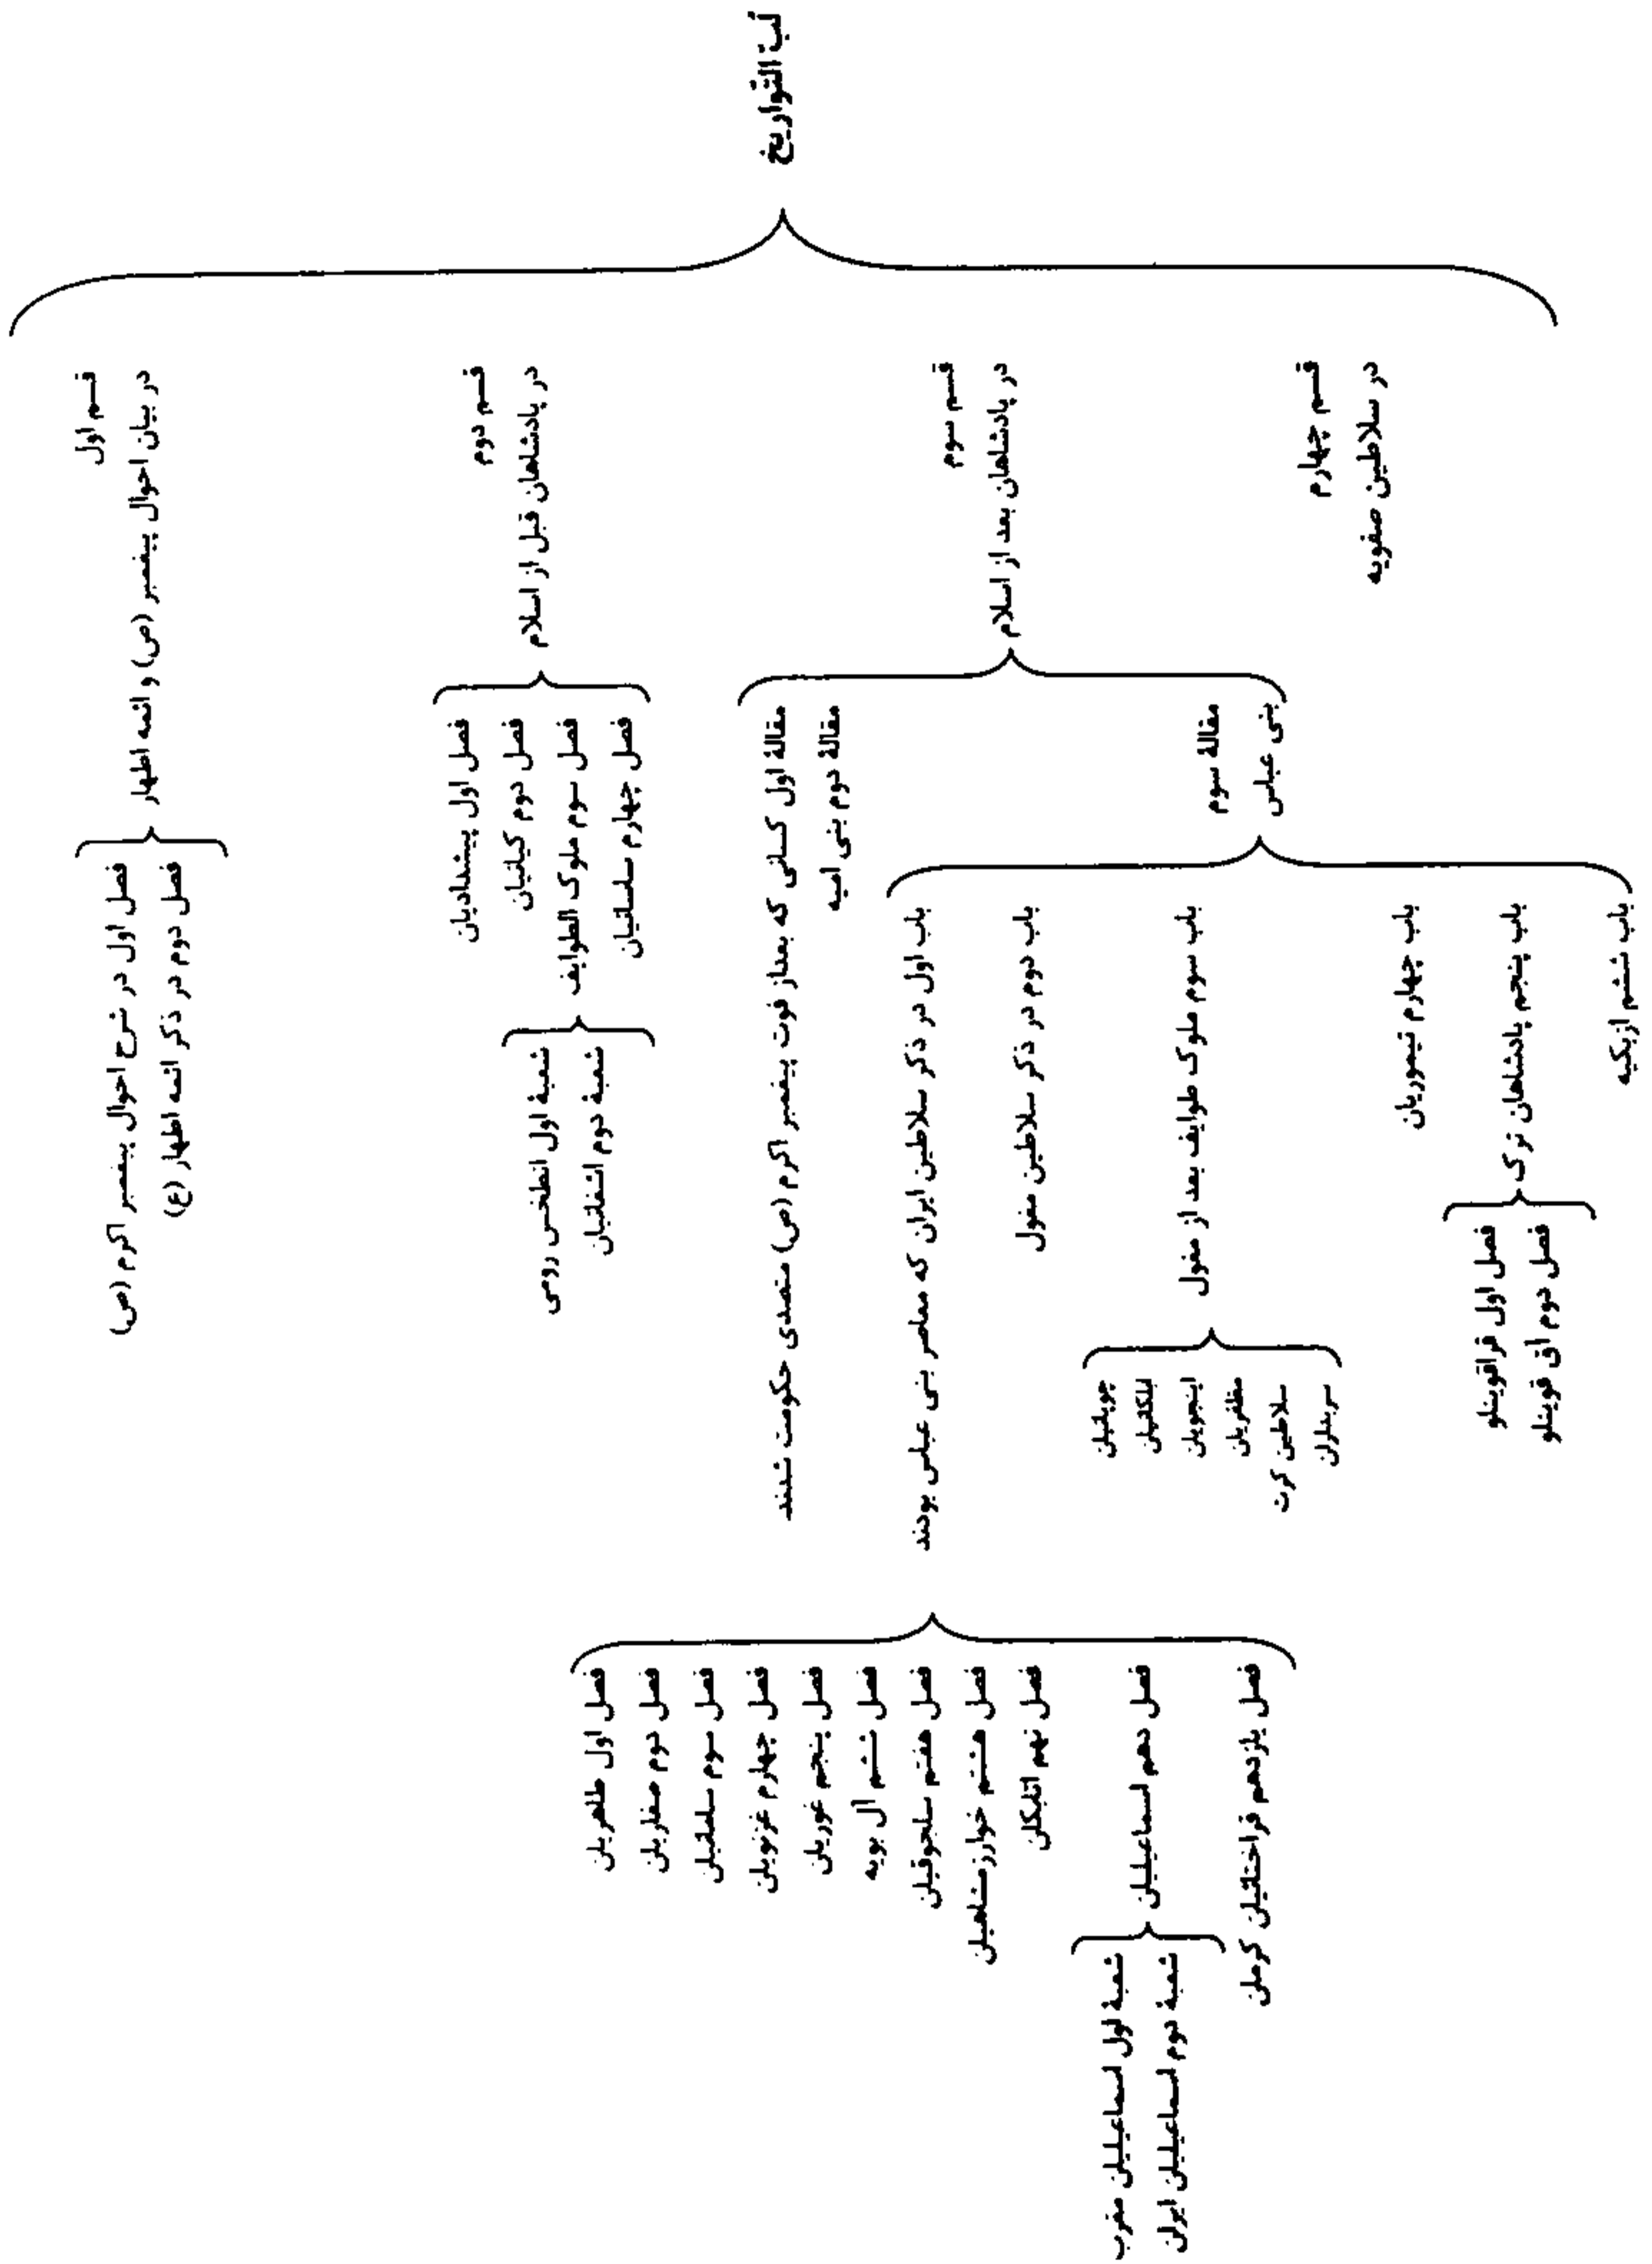 لب التواریخ
قسم اول
در بیان احوال پیغمبر (ص) و ائمه اطهار
فصل اول در شرح احوال پیغمبر اکرم (ص)
فصل دوم در ذکر ائمه اطهار (ع)
قسم دوم
در پادشاهان قبل از اسلام
فصل اول پیشدادیان
فصل دوم کیانیان
فصل سوم ملوک الطوایف
شعبهٔ اول انطخس رومی
شعبهٔ دوم اشغانیان
فصل چهارم ساسانیان
قسم سوم
در پادشاهان بعد از اسلام
مقالهٔ اول کسانی که بعداز فوت پیغمبر اکرم (ص) متصدی حکومت شدند
مقالهٔ دوم بنی امیه
مقالهٔ سوم
بنی عباس
باب اول در ذکر سلاطین ایران که معاصر بنی عباس بودند
فصل اول طاهریان
فصل دوم صفاریان
فصل سوم سامانیان
فصل چهارم غزنویان
فصل پنجم غوریان
فصل ششم آل بویه
فصل هفتم سلجوقیان
فصل هشتم خوارزمشاهیان
فصل نهم اتابکان
فصل دهم اسماعیلیان
شعبهٔ اول اسماعیلیان مغرب
شعبهٔ دوم اسماعیلیان ایران
فصل یازدهم قراختائیان کرمان
باب دوم در ذکر سلاطین مغول
باب سوم ملوک طوایف بعد از مغول
چوپانیان
ایلکانیان
اینجویان
مظفریان
سلاطین کرت
سربداران
باب چهارم تیموریان
باب پنجم پادشاهان ترک
فصل اول قراقوینلو
فصل دوم آق قوینلو
باب ششم ازبکیه
قسم چهارم
در سلاطین صفویه